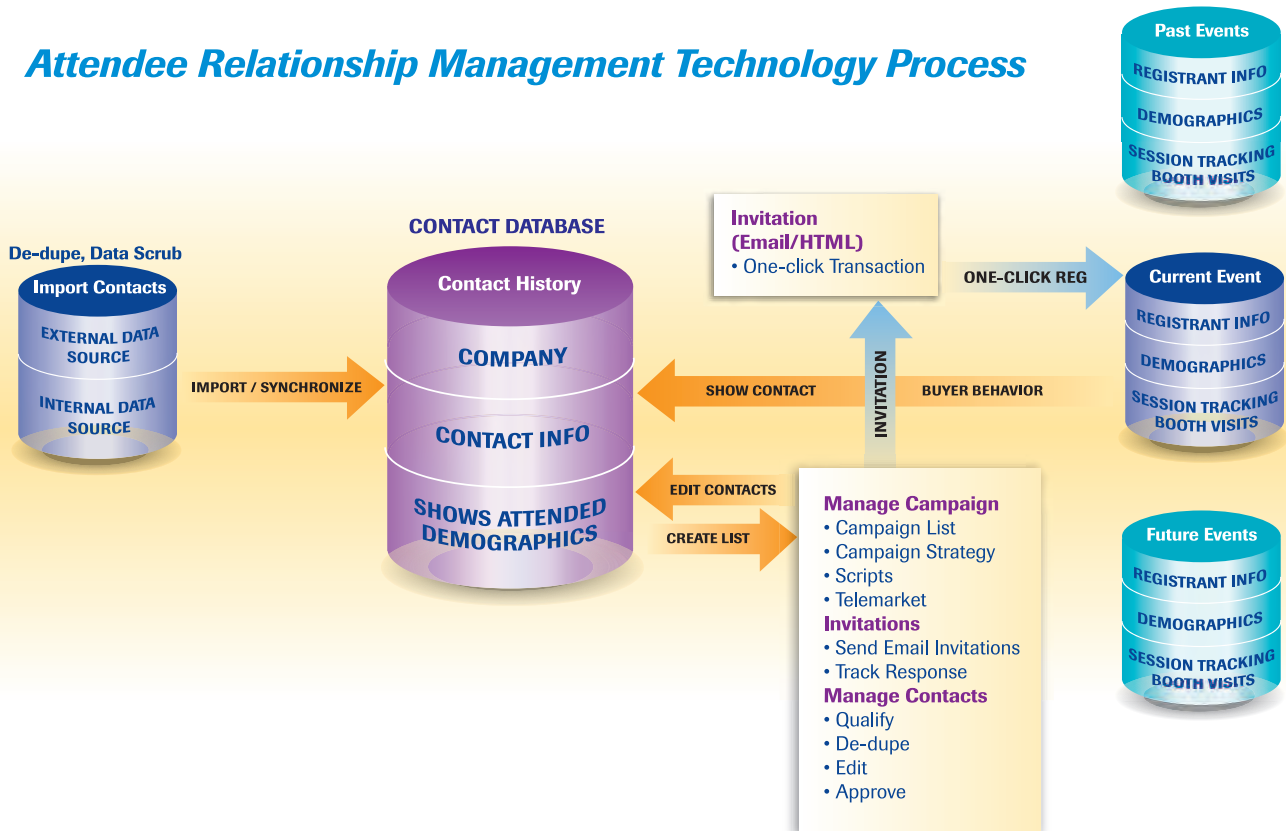 Attendee Relationship Management Technology Process
De-dupe, Data Scrub
Import Contacts
EXTERNAL DATA
SOURCE
INTERNAL DATA
SOURCE
IMPORT / SYNCHRONIZE
CONTACT DATABASE
Contact History
COMPANY
CONTACT INFO
SHOWS ATTENDED
DEMOGRAPHICS
Invitation
(Email/HTML)
• One-click Transaction
ONE-CLICK REG
INVITATION
SHOW CONTACT
BUYER BEHAVIOR
EDIT CONTACTS
CREATE LIST
Manage Campaign
• Campaign List
• Campaign Strategy
• Scripts
• Telemarket
Invitations
• Send Email Invitations
• Track Response
Manage Contacts
• Qualify
• De-dupe
• Edit
• Approve
Past Events
REGISTRANT INFO
DEMOGRAPHICS
SESSION TRACKING
BOOTH VISITS
Current Event
REGISTRANT INFO
DEMOGRAPHICS
SESSION TRACKING
BOOTH VISITS
Future Events
REGISTRANT INFO
DEMOGRAPHICS
SESSION TRACKING
BOOTH VISITS